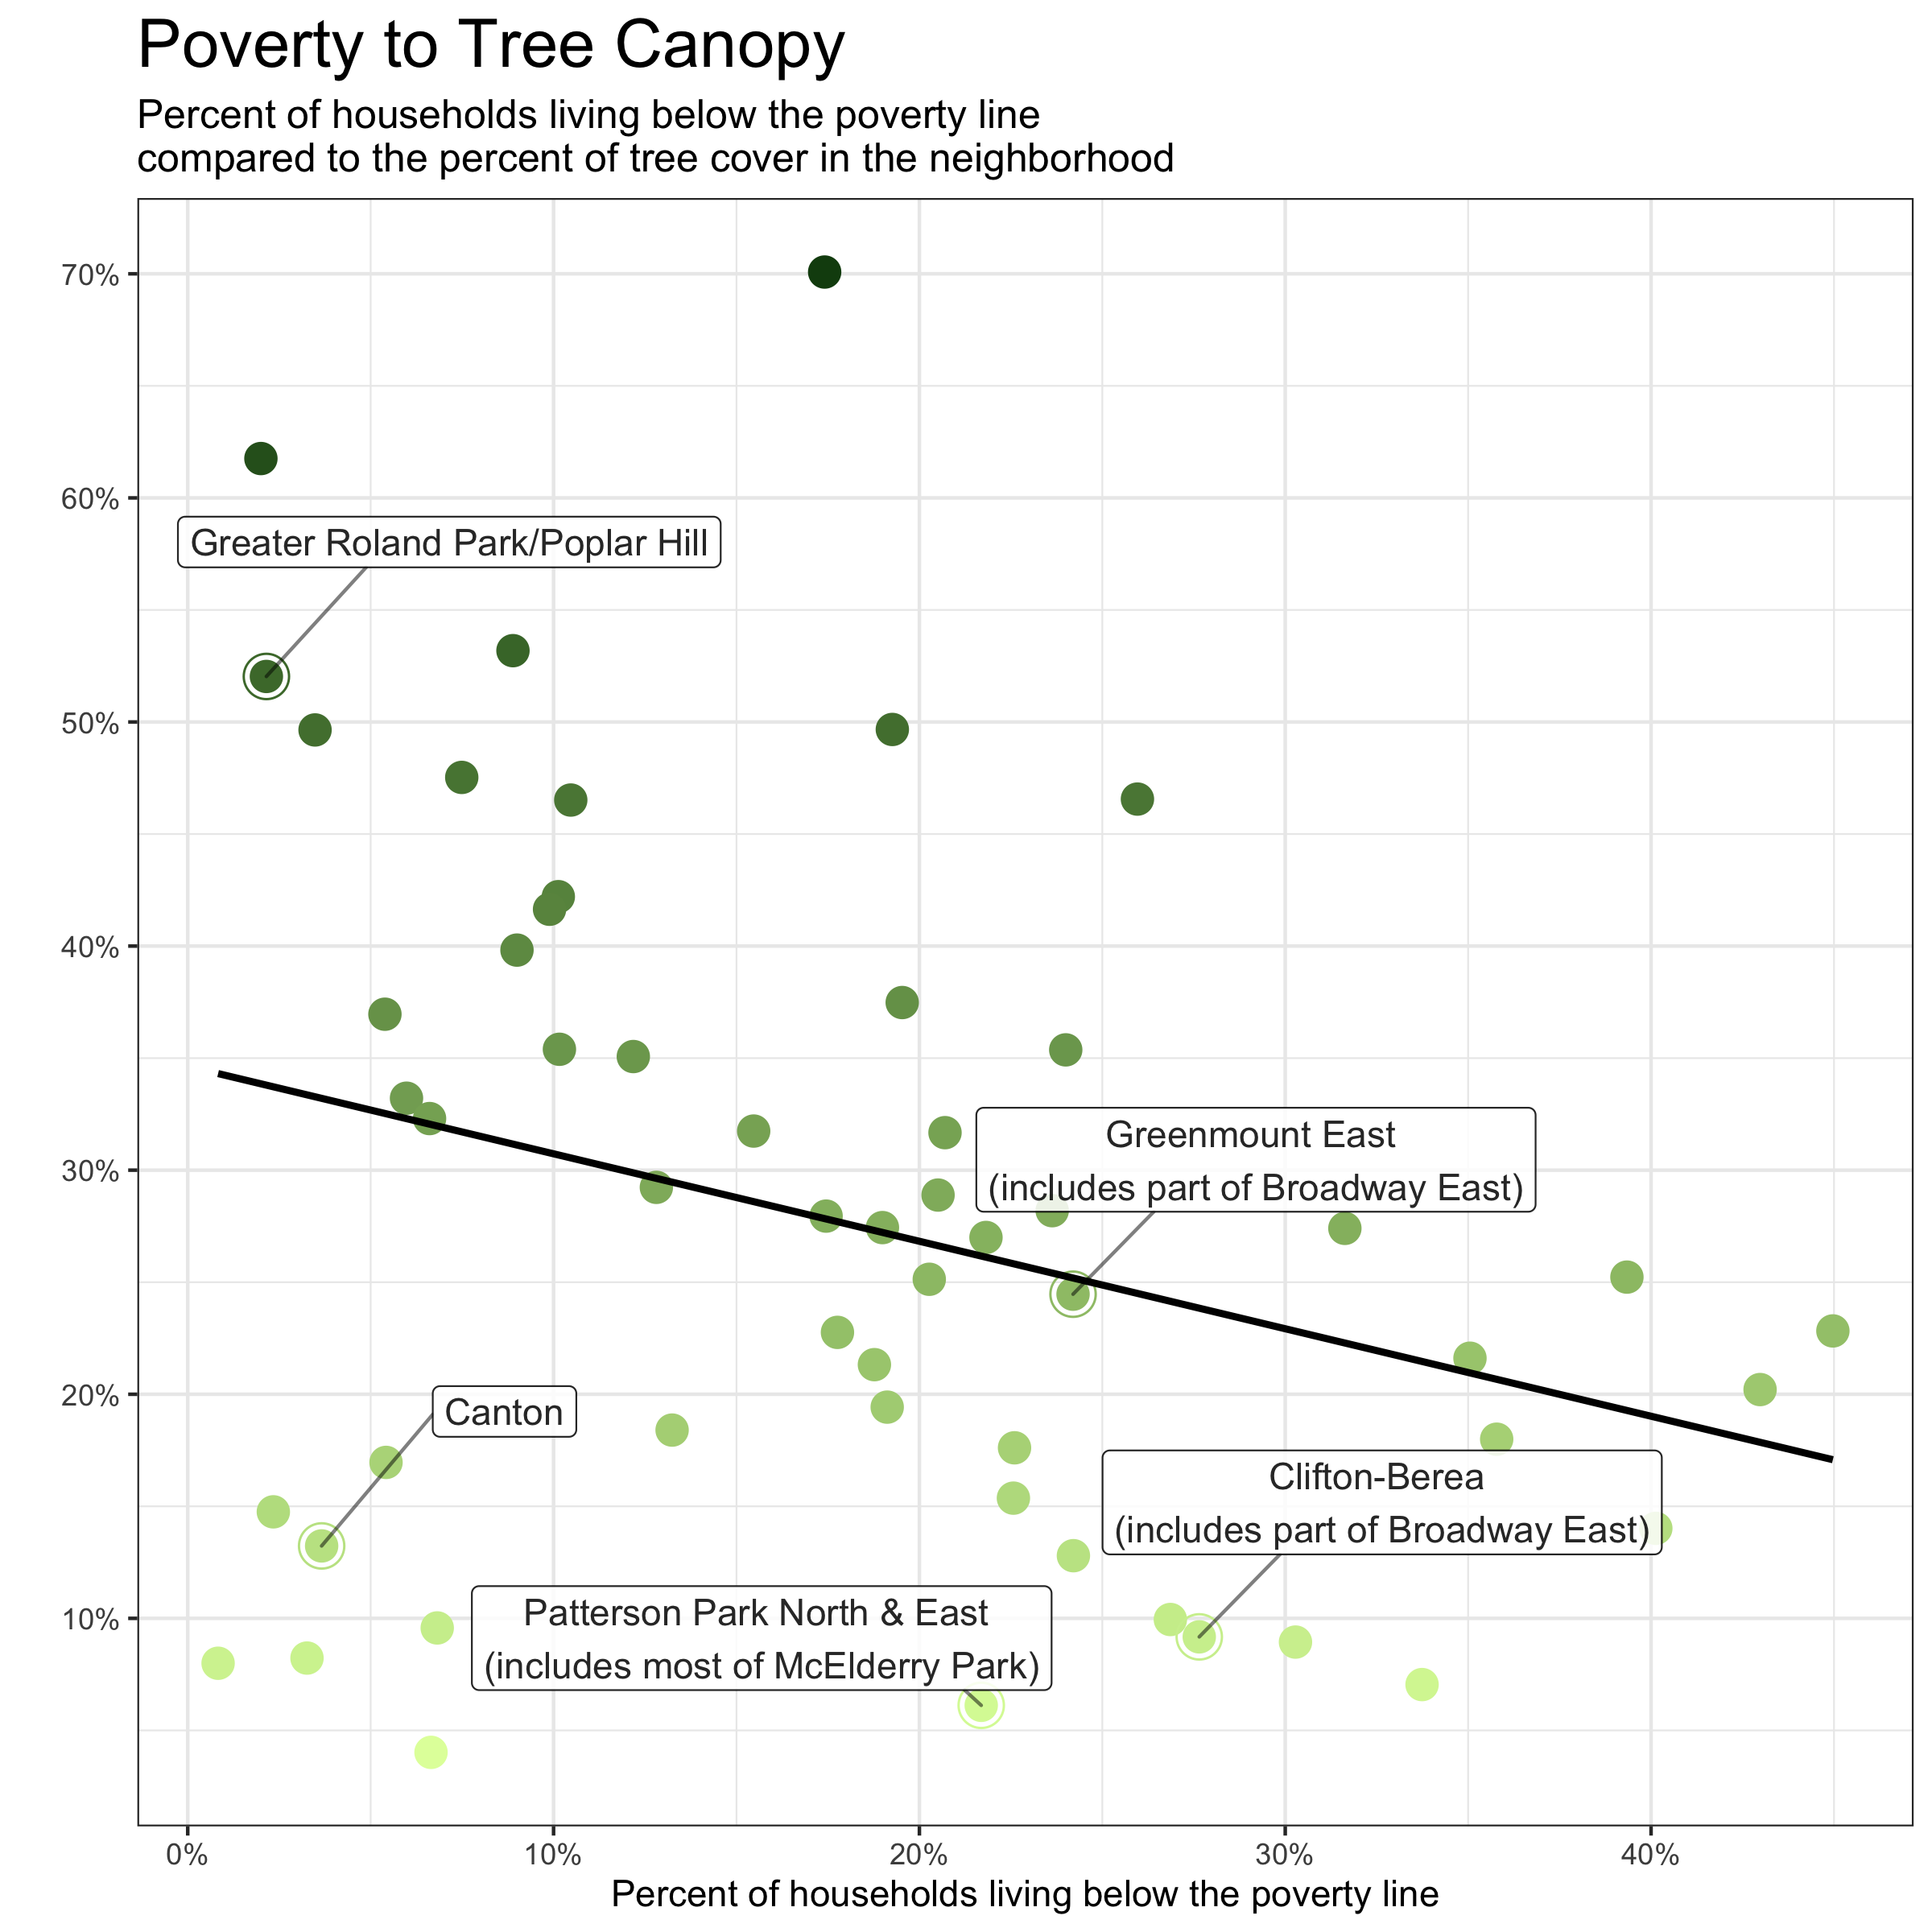 Poverty to Tree Canopy
Percent of households living below the poverty line
compared to the percent of tree cover in the neighborhood
70%
60%
Greater Roland Park/Poplar Hill
50%
40%
30%
Greenmount East
(includes part of Broadway East)
20%
Canton
Clifton-Berea
(includes part of Broadway East)
10%
Patterson Park North & East
(includes most of McElderry Park)
0%
10%
20%
30%
40%
Percent of households living below the poverty line